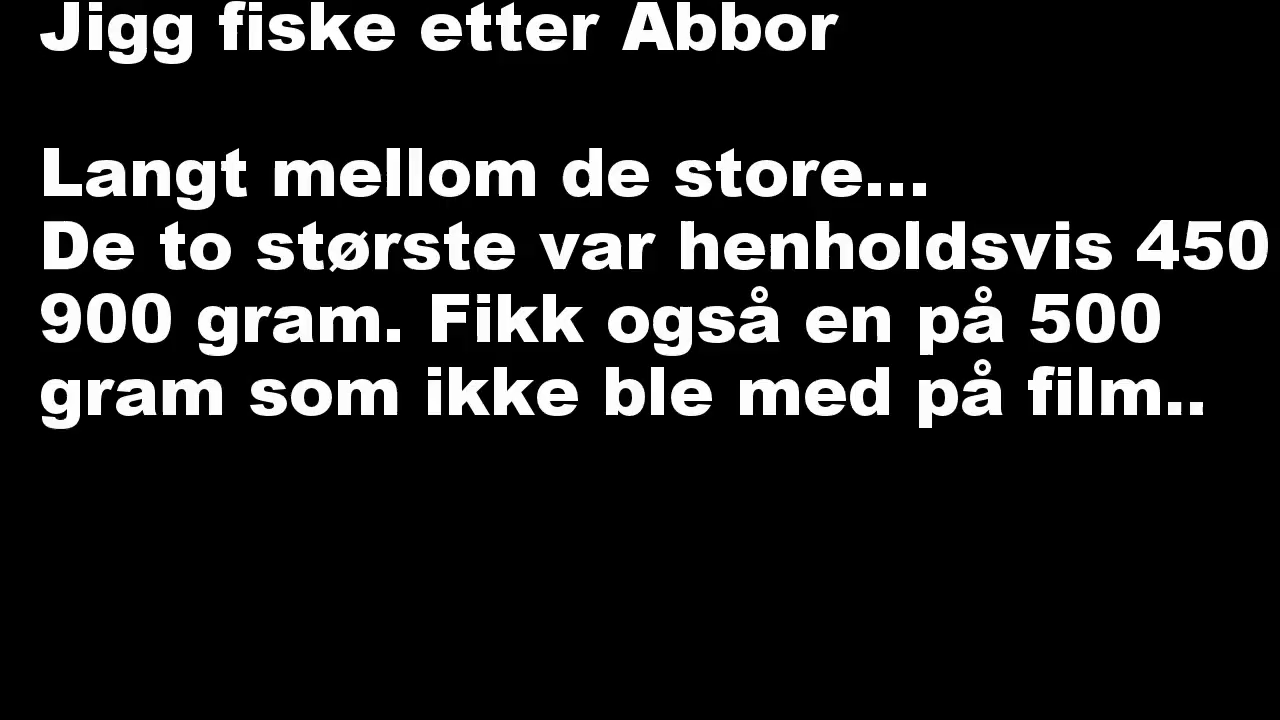 Jigg fiske etter Abbor
Langt mellom de store...
De to største var henholdsvis 450
900 gram. Fikk også en på 500
gram som ikke ble med på film..